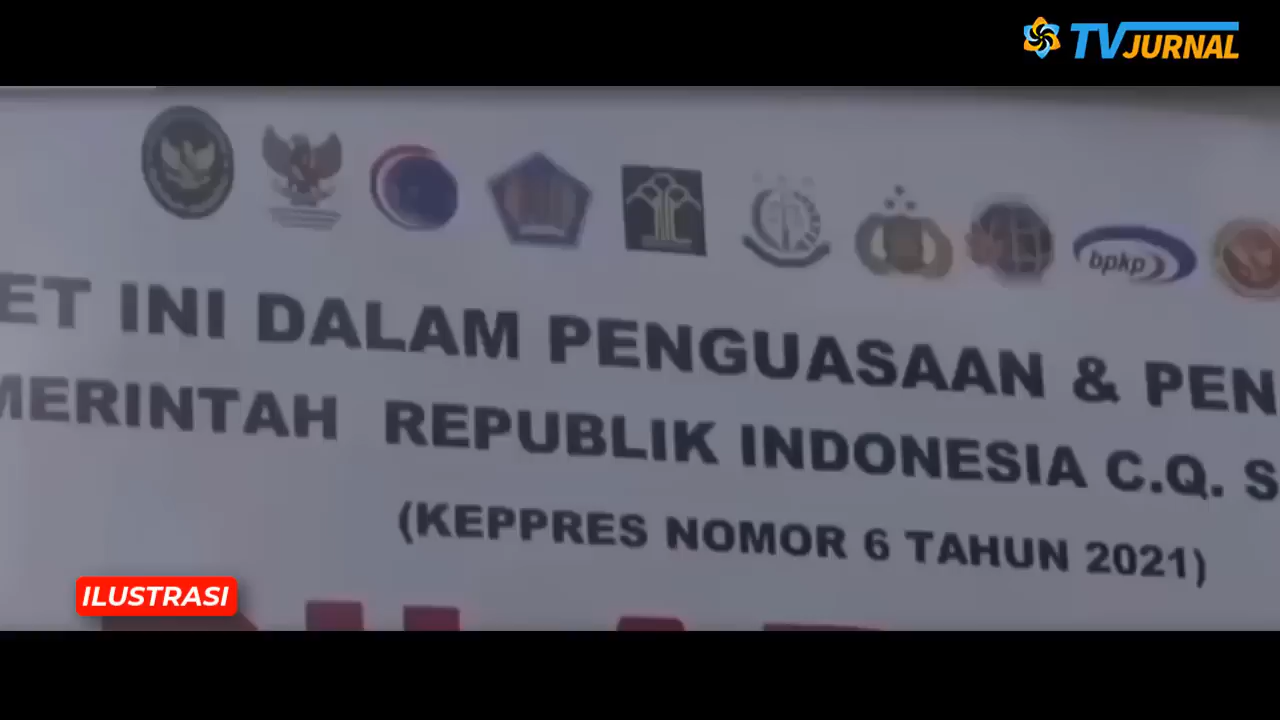 TVJURNAL
bpkp
ET INI DALAM PENGUASAAN & PEN
MERINTAH REPUBLIK INDONESIA C.Q. S
(KEPPRES NOMOR 6 TAHUN 2021)
ILUSTRASI